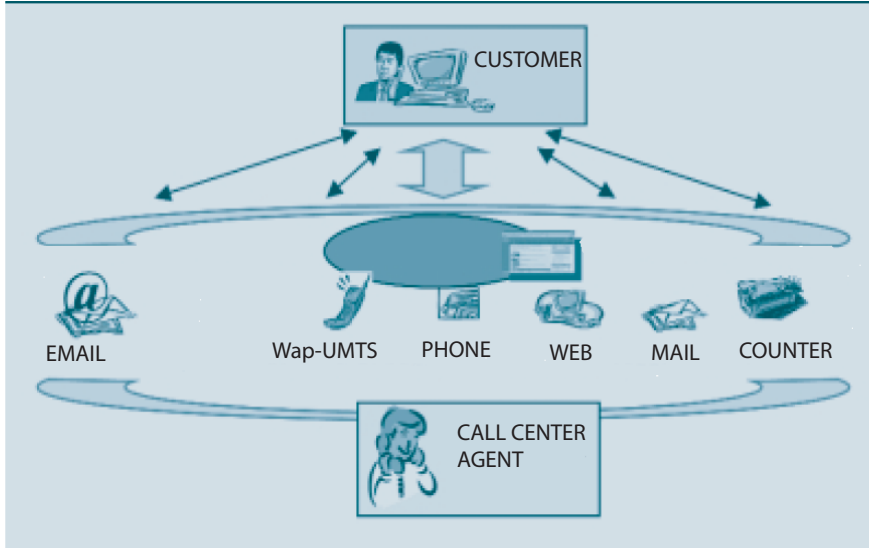 CUSTOMER
EMAIL
Wap-UMTS
PHONE
WEB
MAIL
COUNTER
CALL CENTER
AGENT